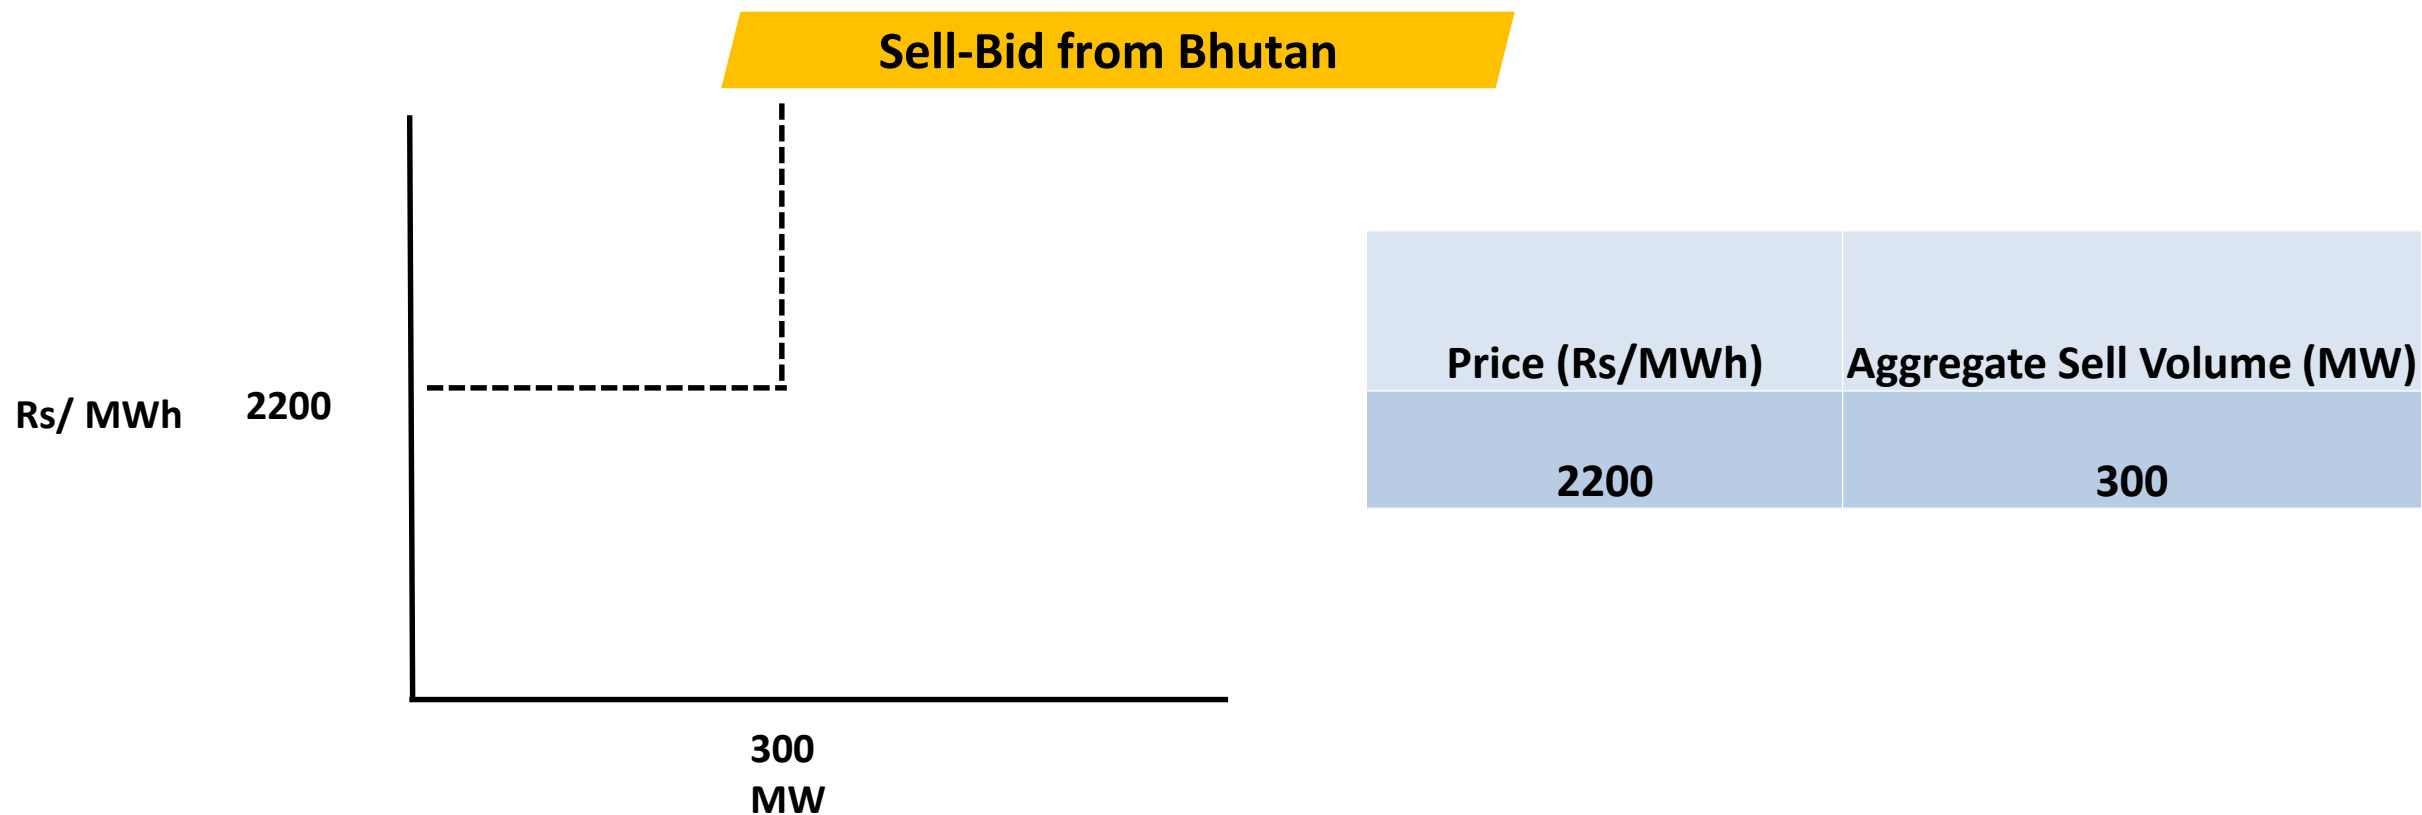 Sell-Bid from Bhutan
Rs/ MWh
2200
300
MW
Price (Rs/MWh)
Aggregate Sell Volume (MW)
2200
300